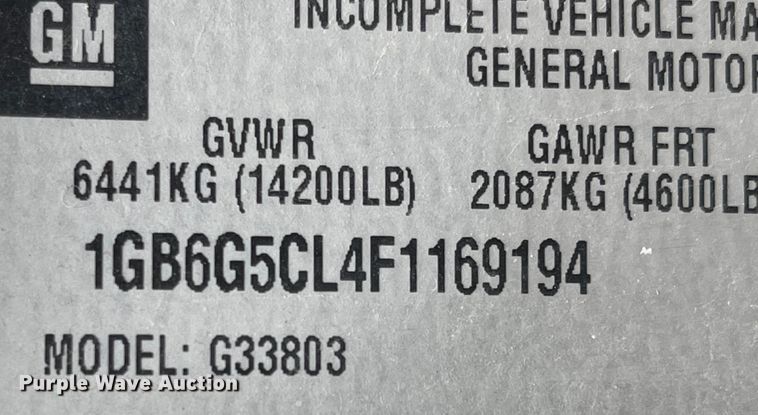 GM
INCOMPLETE VEHICLE MA
GENERAL MOTOR
GVWR
GAWR FRT
6441KG (14200LB)
2087KG (4600LB
1GB6G5CL4F1169194
MODEL: G33803
Purple Wave Auction